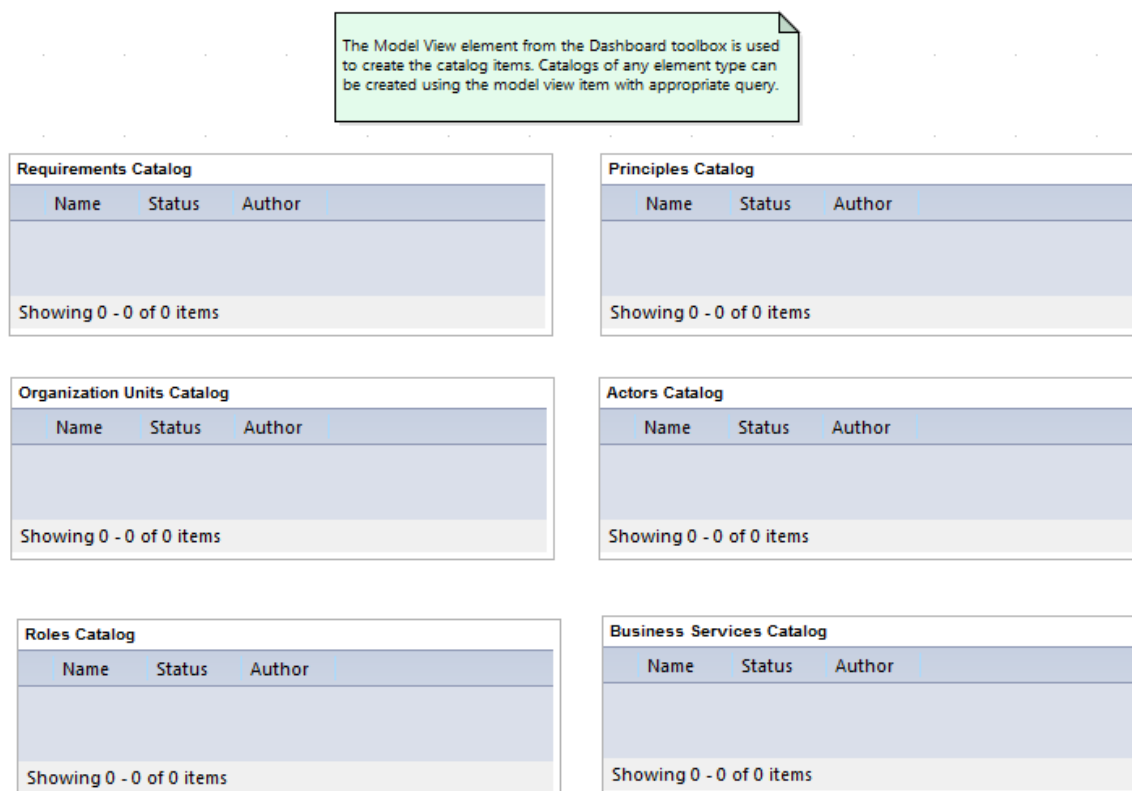 The Model View element from the Dashboard toolbox is used
to create the catalog items. Catalogs of any element type can
be created using the model view item with appropriate query.
Requirements Catalog
Name Status Author
Showing 0 - 0 of 0 items
Principles Catalog
Name Status Author
Showing 0 - 0 of 0 items
Organization Units Catalog
Name Status Author
Showing 0 - 0 of 0 items
Actors Catalog
Name Status Author
Showing 0 - 0 of 0 items
Roles Catalog
Name Status Author
Showing 0 - 0 of 0 items
Business Services Catalog
Name Status Author
Showing 0 - 0 of 0 items